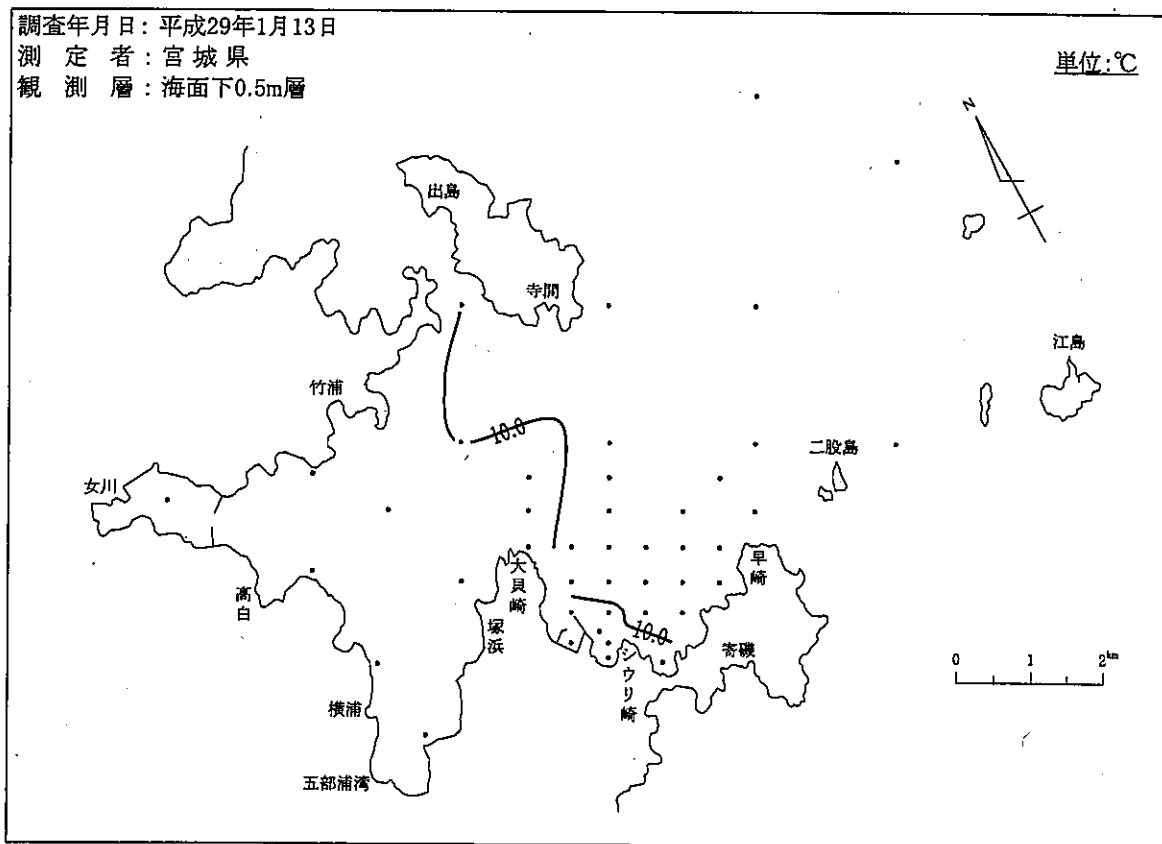 調査年月日：平成29年1月13日
測 定 者：宮 城 県
観 測 層：海面下0.5m層
単位：℃
N
出島
寺間
江島
竹浦
10.0
二股島
女川
大貝崎
早崎
高白
塚浜
10.0
寄磯
シウリ崎
0 1 2km
横浦
五部浦湾